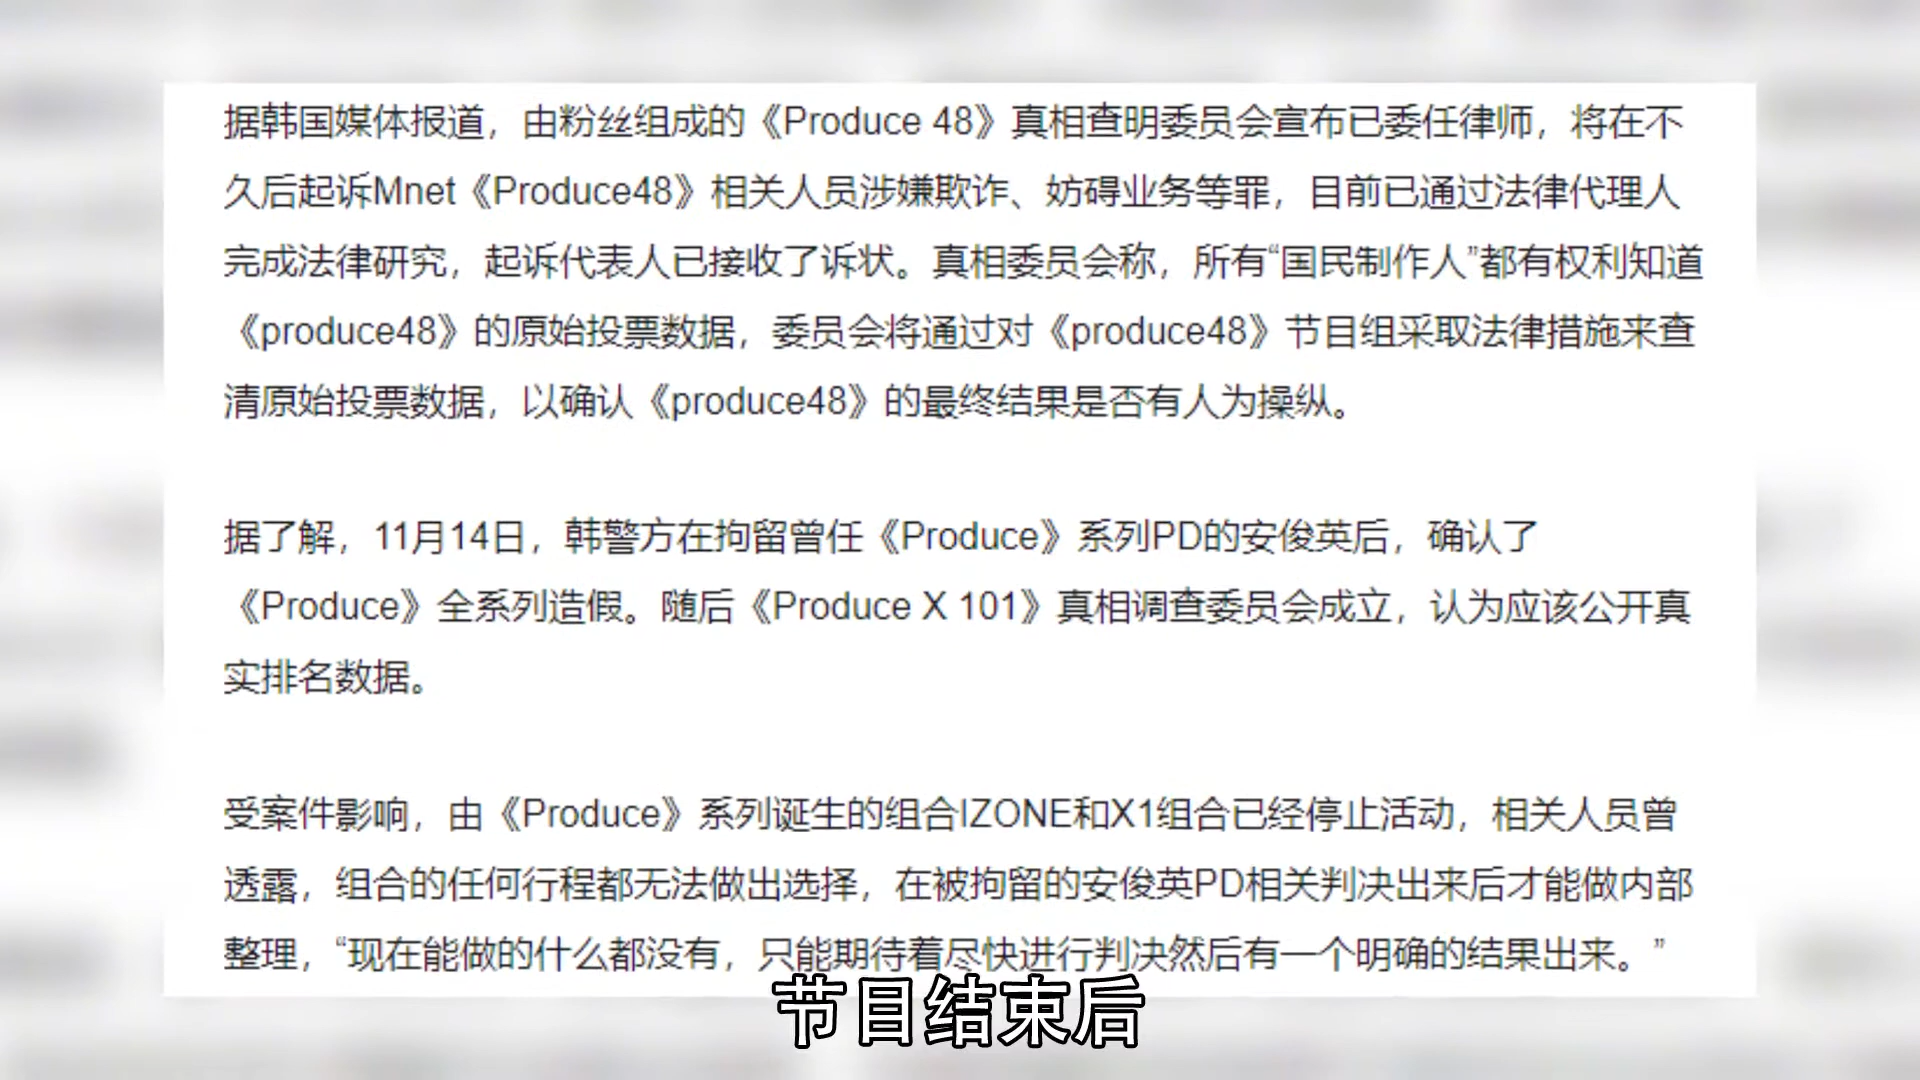 据韩国媒体报道，由粉丝组成的《Produce 48》真相查明委员会宣布已委任律师，将在不
久后起诉Mnet《Produce48》相关人员涉嫌欺诈、妨碍业务等罪，目前已通过法律代理人
完成法律研究，起诉代表人已接收了诉状。真相委员会称，所有“国民制作人”都有权利知道
《produce48》的原始投票数据，委员会将通过对《produce48》节目组采取法律措施来查
清原始投票数据，以确认《produce48》的最终结果是否有人为操纵。
据了解，11月14日，韩警方在拘留曾任《Produce》系列PD的安俊英后，确认了
《Produce》全系列造假。随后《Produce X 101》真相调查委员会成立，认为应该公开真
实排名数据。
受案件影响，由《Produce》系列诞生的组合IZONE和X1组合已经停止活动，相关人员曾
透露，组合的任何行程都无法做出选择，在被拘留的安俊英PD相关判决出来后才能做内部
整理，“现在能做的什么都没有，只能期待着尽快进行判决然后有一个明确的结果出来。”
节目结束后